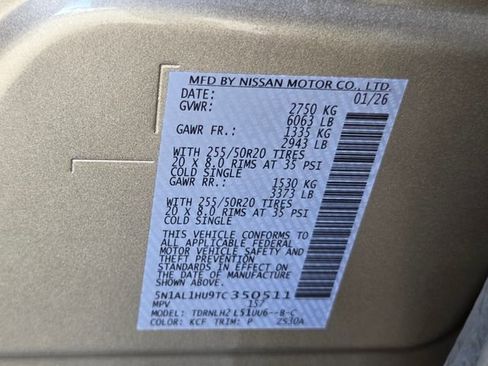 MFD BY NISSAN MOTOR CO., LTD.
DATE: 01/26
GVWR: 2750 KG
6063 LB
GAWR FR.: 1335 KG
2943 LB
WITH 255/50R20 TIRES
20 X 8.0 RIMS AT 35 PSI
COLD SINGLE
GAWR RR.: 1530 KG
3373 LB
WITH 255/50R20 TIRES
20 X 8.0 RIMS AT 35 PSI
COLD SINGLE
THIS VEHICLE CONFORMS TO
ALL APPLICABLE FEDERAL
MOTOR VEHICLE SAFETY AND
THEFT PREVENTION
STANDARDS IN EFFECT ON
THE DATE OF MANUFACTURE
SHOWN ABOVE.
5N1AL1HU9TC350511
MPV 157
MODEL: TDRNLH2 L51UU6--B-C
COLOR: KCF TRIM: P 2530A